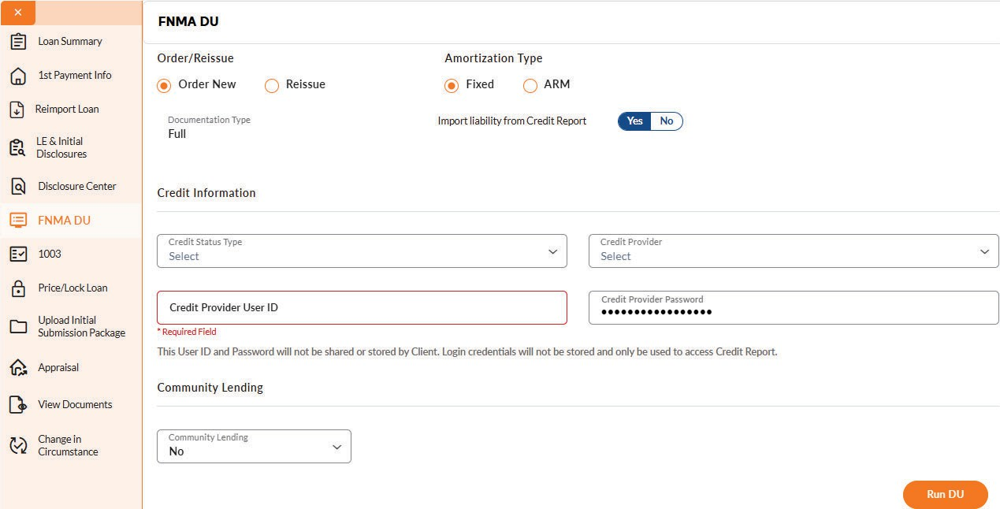 FNMA DU
Loan Summary
1st Payment Info
Reimport Loan
LE & Initial
Disclosures
Disclosure Center
FNMA DU
1003
Price/Lock Loan
Upload Initial
Submission Package
Appraisal
View Documents
Change in
Circumstance
Order/Reissue
Amortization Type
Order New
Reissue
Fixed
ARM
Documentation Type
Full
Import liability from Credit Report
Yes
No
Credit Information
Credit Status Type
Select
Credit Provider
Select
Credit Provider User ID
* Required Field
Credit Provider Password
•••••••••••••••••
This User ID and Password will not be shared or stored by Client. Login credentials will not be stored and only be used to access Credit Report.
Community Lending
Community Lending
No
Run DU